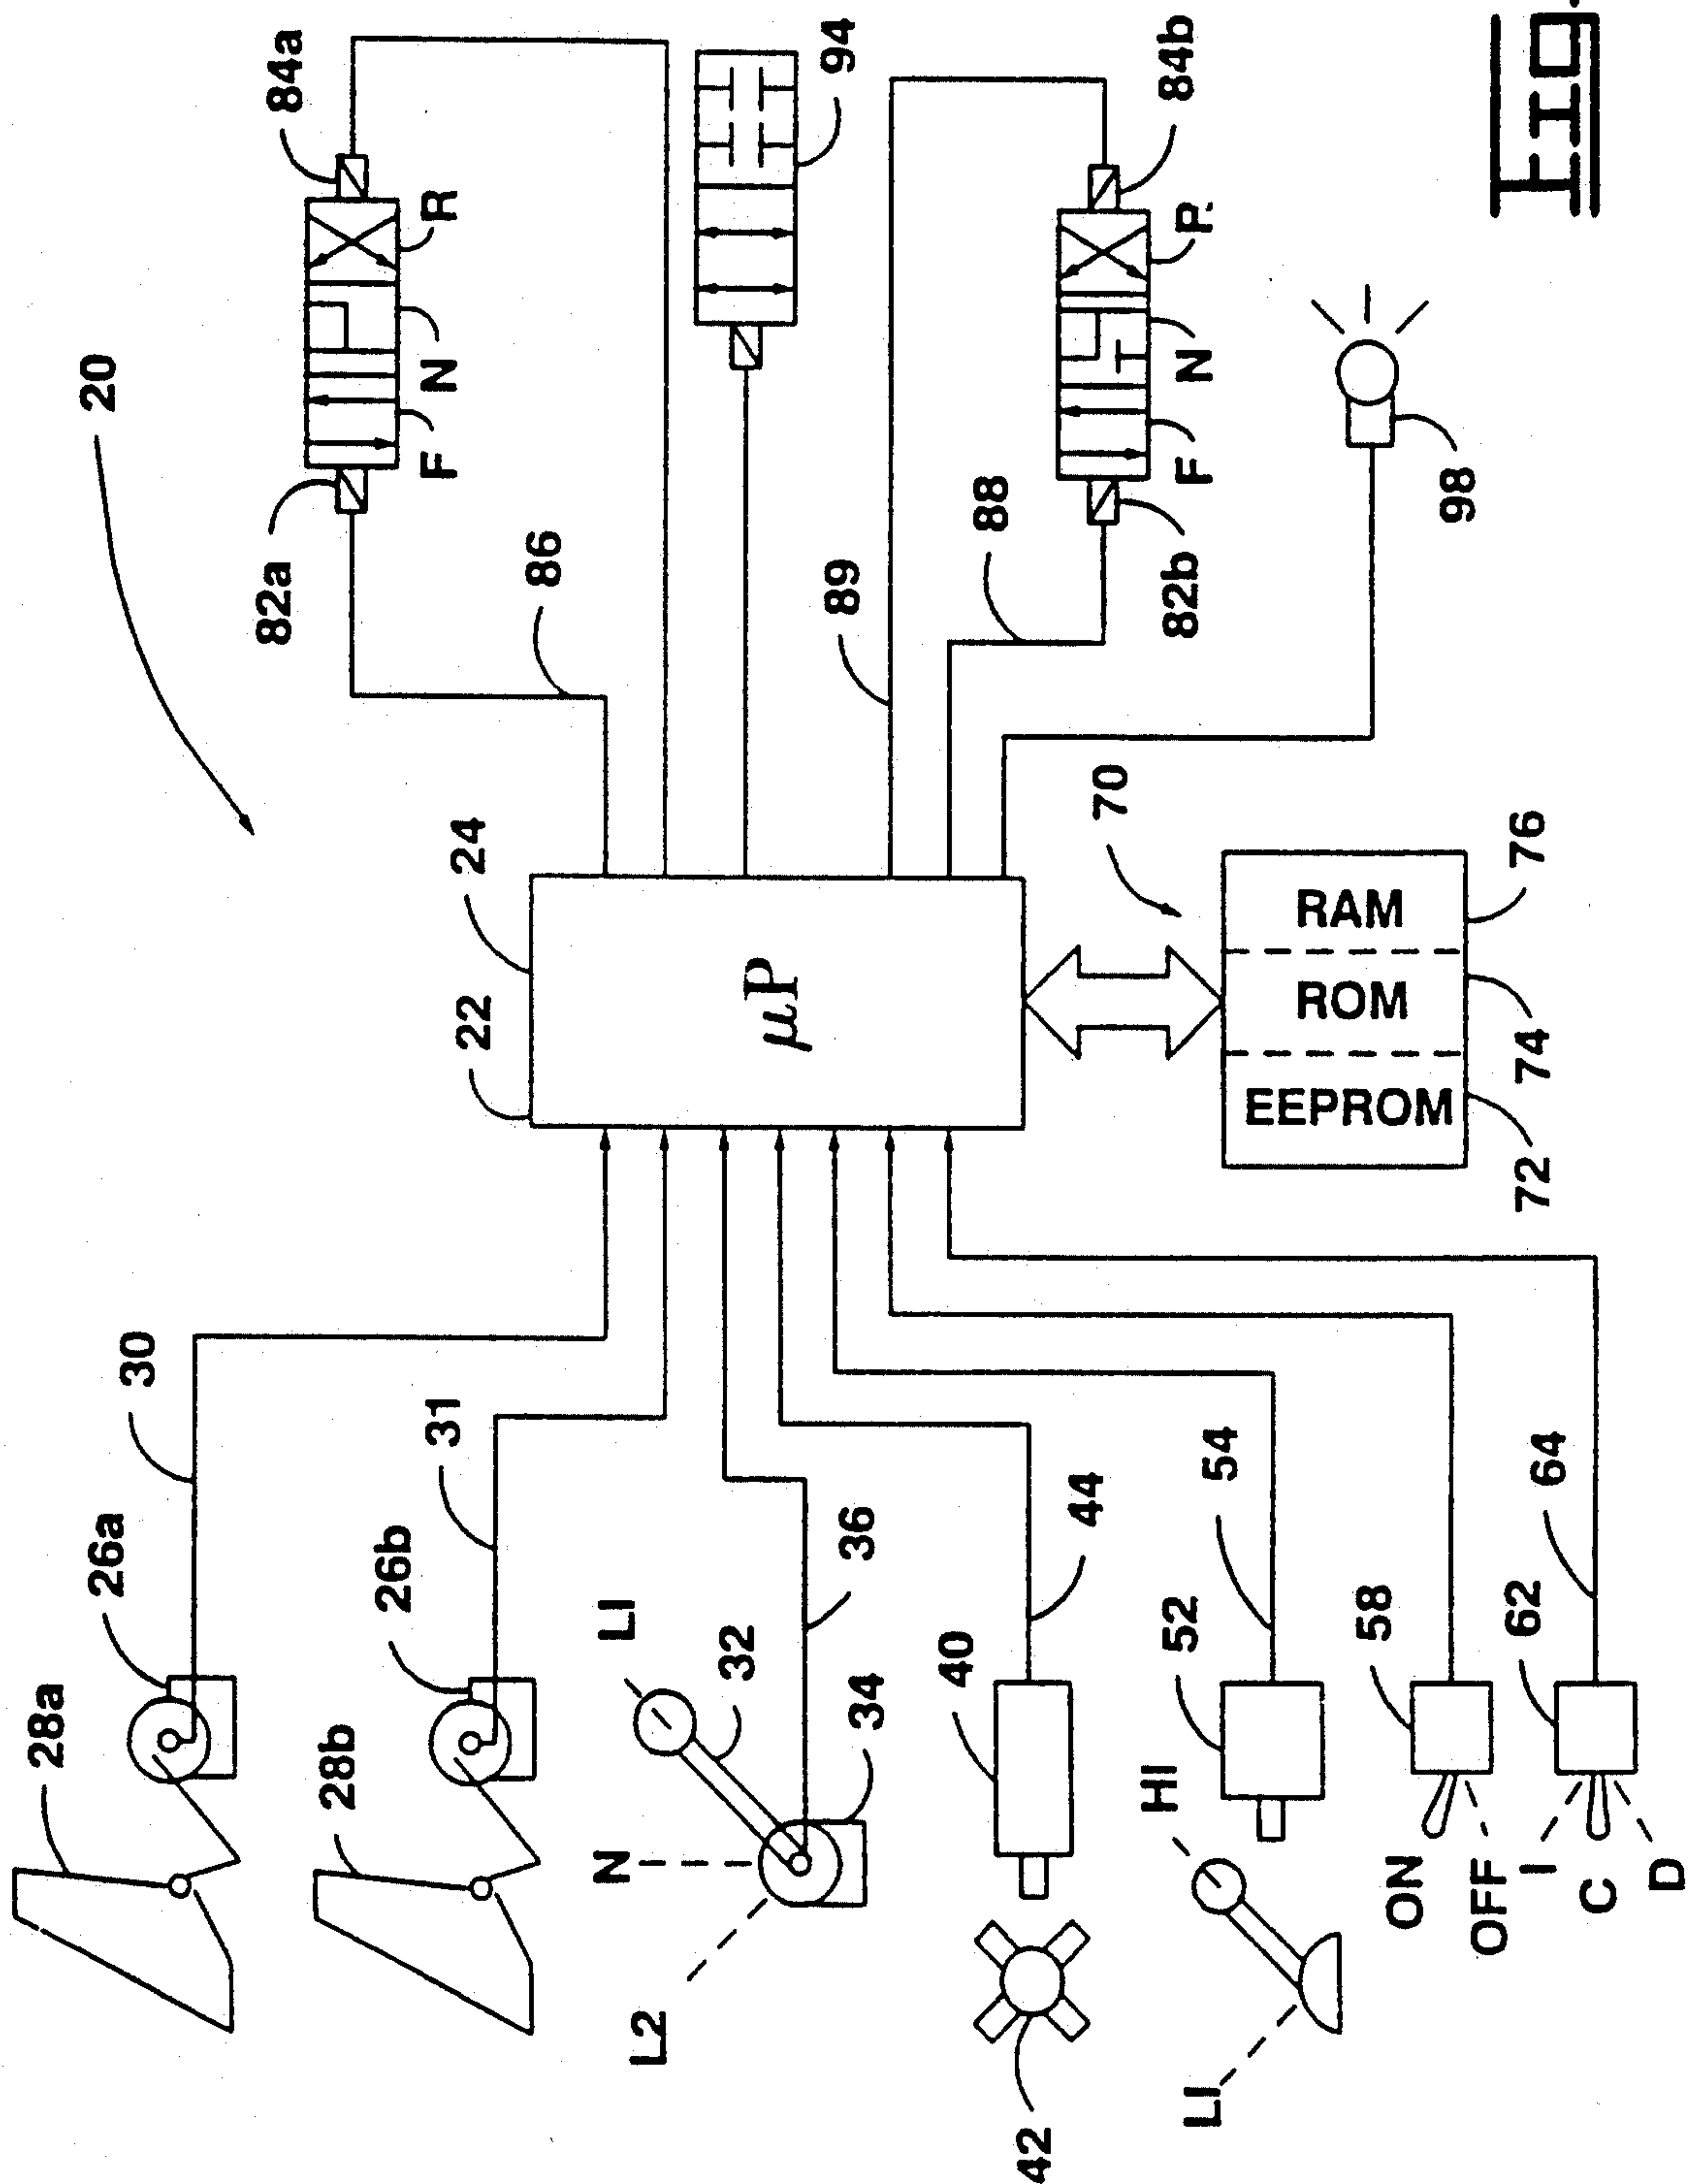 28a
26a
30
20
82a
84a
28b
26b
31
22
24
86
F
N
R
L2
N
LI
32
34
36
μP
89
94
42
40
44
70
88
82b
84b
F
N
R
LI
HI
52
54
EEPROM
ROM
RAM
72
74
76
98
ON
OFF
58
I
C
D
62
64